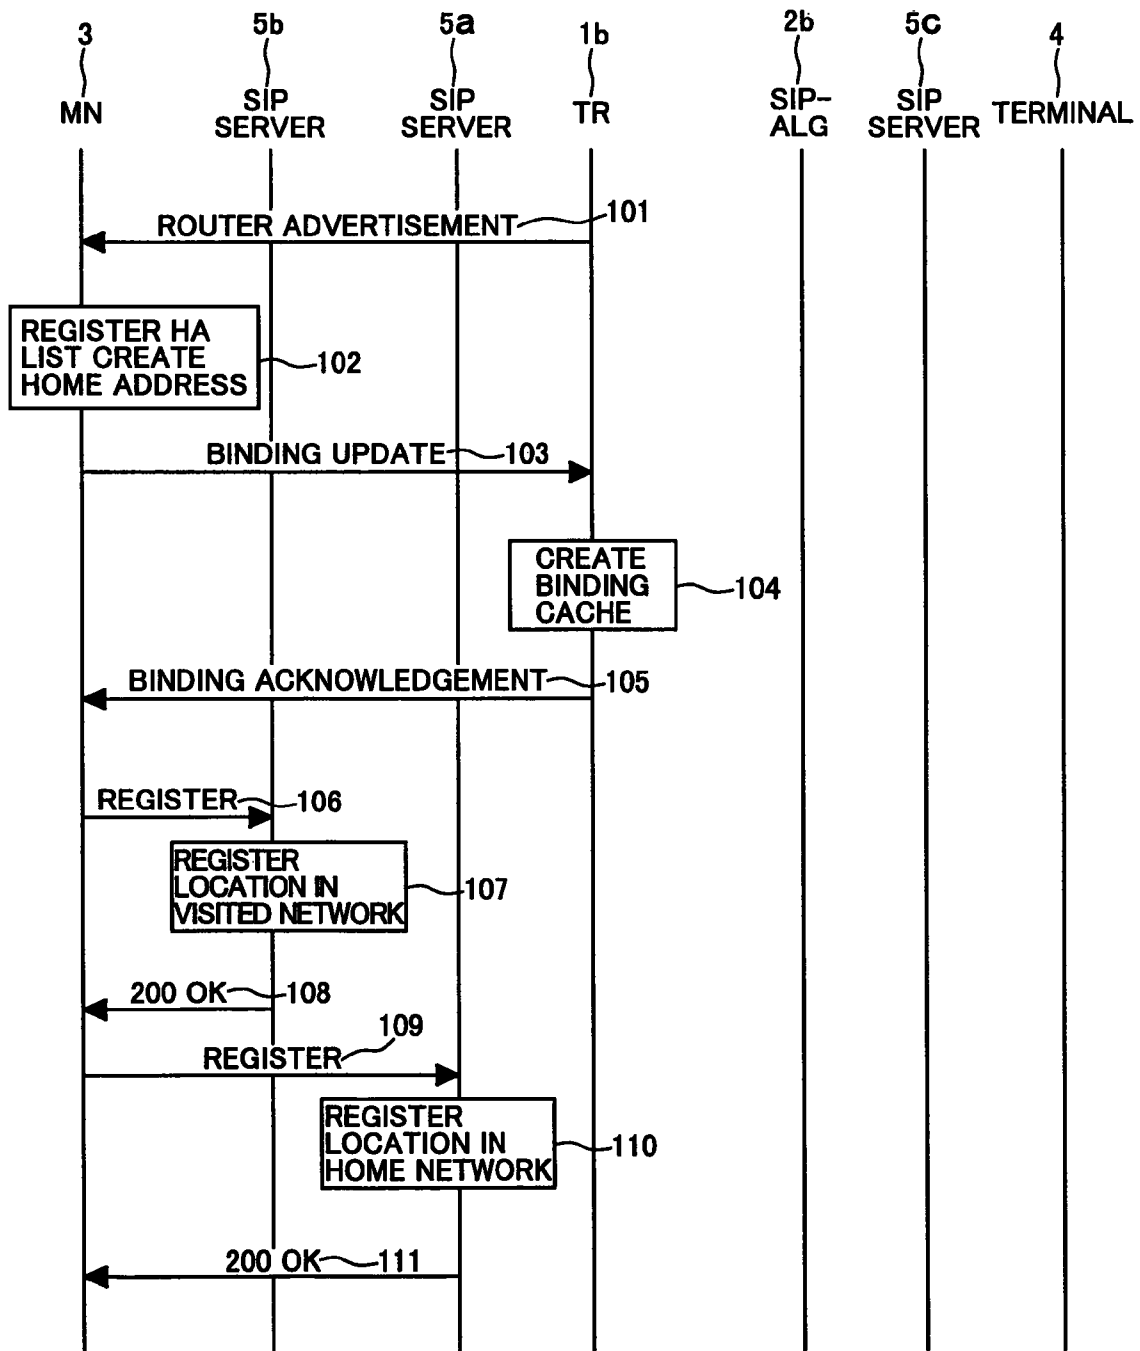 3
5b
5a
1b
2b
5c
4
MN
SIP
SERVER
SIP
SERVER
TR
SIP-
ALG
SIP
SERVER
TERMINAL
ROUTER ADVERTISEMENT
101
REGISTER HA
LIST CREATE
HOME ADDRESS
102
BINDING UPDATE
103
CREATE
BINDING
CACHE
104
BINDING ACKNOWLEDGEMENT
105
REGISTER
106
REGISTER
LOCATION IN
VISITED NETWORK
107
200 OK
108
109
REGISTER
REGISTER
LOCATION IN
HOME NETWORK
110
200 OK
111